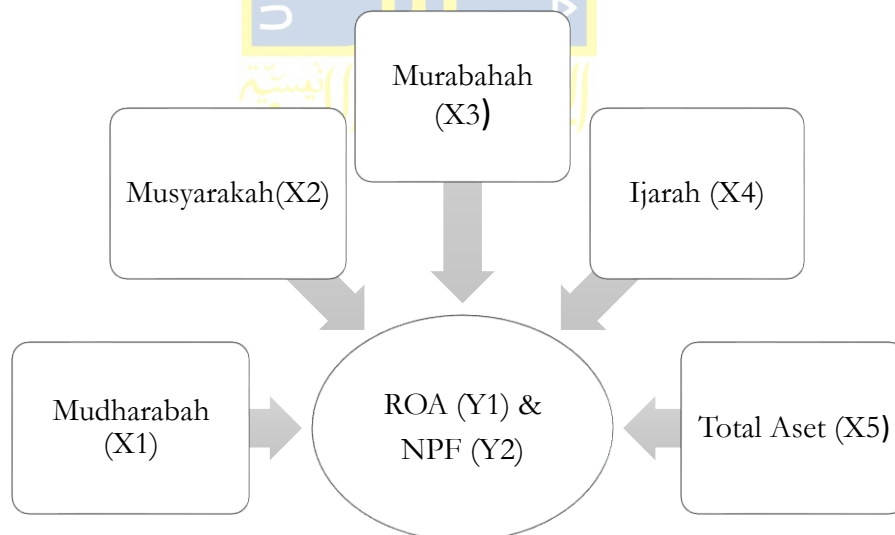 Murabahah
(X3)
Musyarakah(X2)
Ijarah (X4)
Mudharabah
(X1)
ROA (Y1) &
NPF (Y2)
Total Aset (X5)